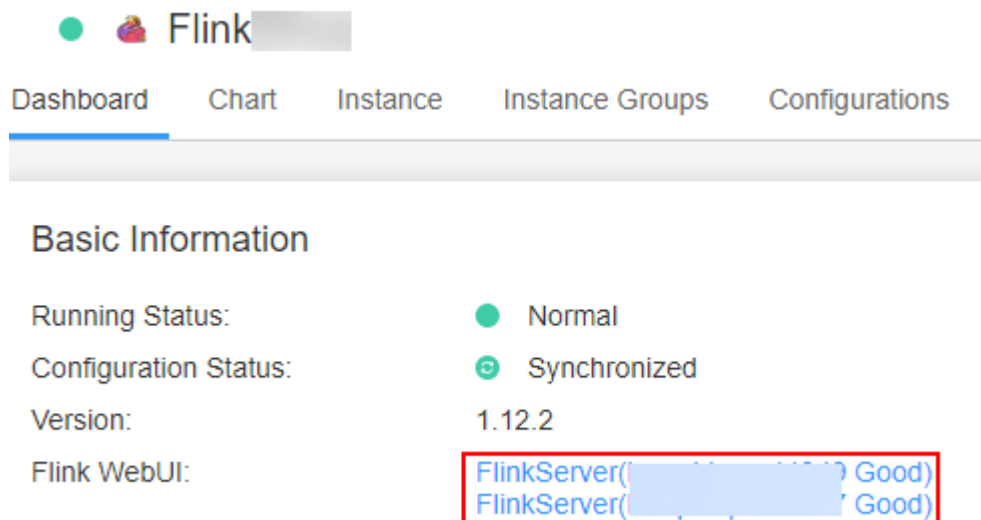 Flink
Dashboard Chart Instance Instance Groups Configurations
Basic Information
Running Status: Normal
Configuration Status: Synchronized
Version: 1.12.2
Flink WebUI: FlinkServer( Good)
FlinkServer( Good)